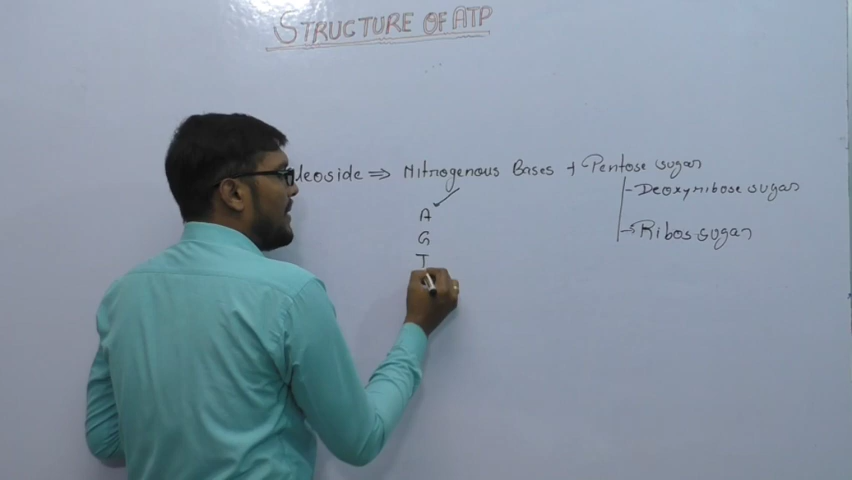 STRUCTURE OF ATP
leoside ⇒ Nitrogenous Bases + Pentose sugar
- Deoxyribose sugar
A
G
→ Ribos sugar
T